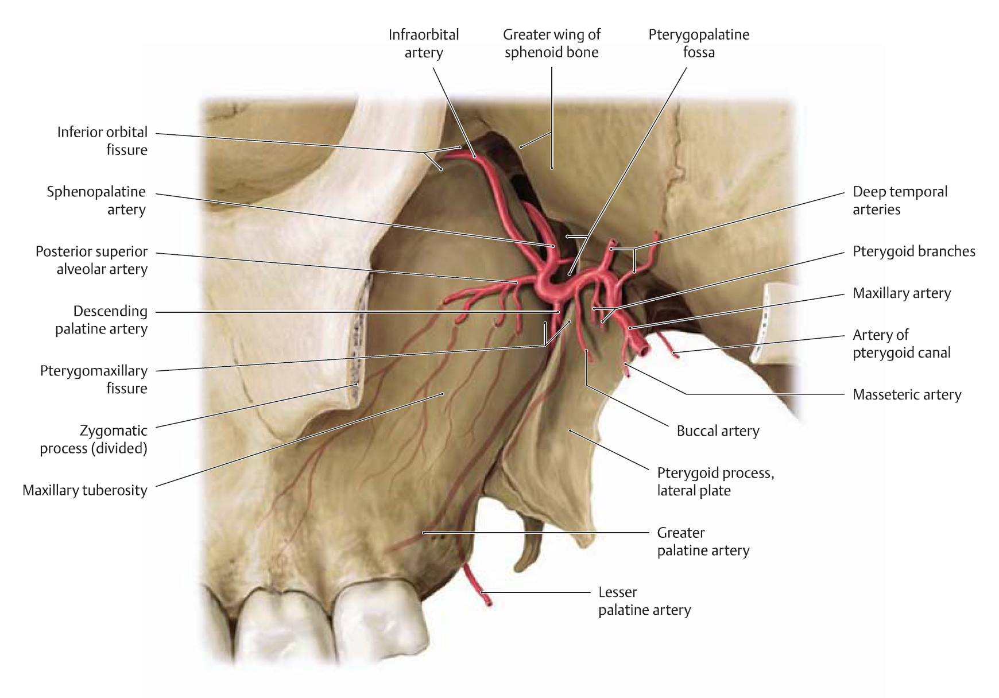 Infraorbital
artery
Greater wing of
sphenoid bone
Pterygopalatine
fossa
Inferior orbital
fissure
Sphenopalatine
artery
Posterior superior
alveolar artery
Descending
palatine artery
Pterygomaxillary
fissure
Zygomatic
process (divided)
Maxillary tuberosity
Deep temporal
arteries
Pterygoid branches
Maxillary artery
Artery of
pterygoid canal
Masseteric artery
Buccal artery
Pterygoid process,
lateral plate
Greater
palatine artery
Lesser
palatine artery